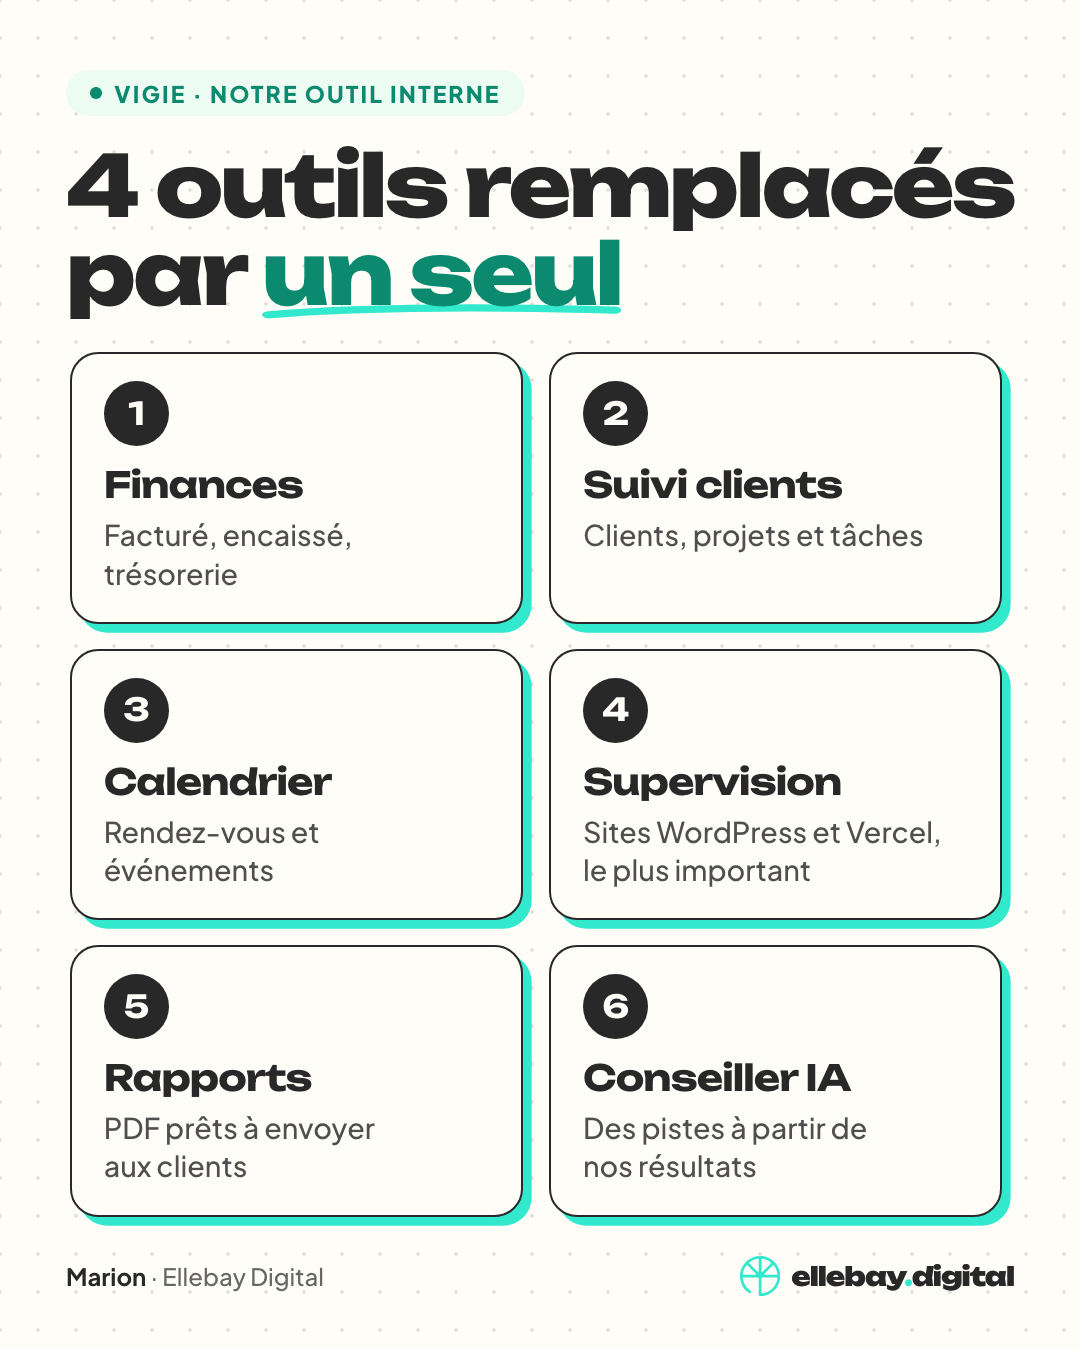 VIGIE · NOTRE OUTIL INTERNE
4 outils remplacés
par un seul
1
Finances
Facturé, encaissé,
trésorerie
2
Suivi clients
Clients, projets et tâches
3
Calendrier
Rendez-vous et
événements
4
Supervision
Sites WordPress et Vercel,
le plus important
5
Rapports
PDF prêts à envoyer
aux clients
6
Conseiller IA
Des pistes à partir de
nos résultats
Marion · Ellebay Digital
ellebay.digital